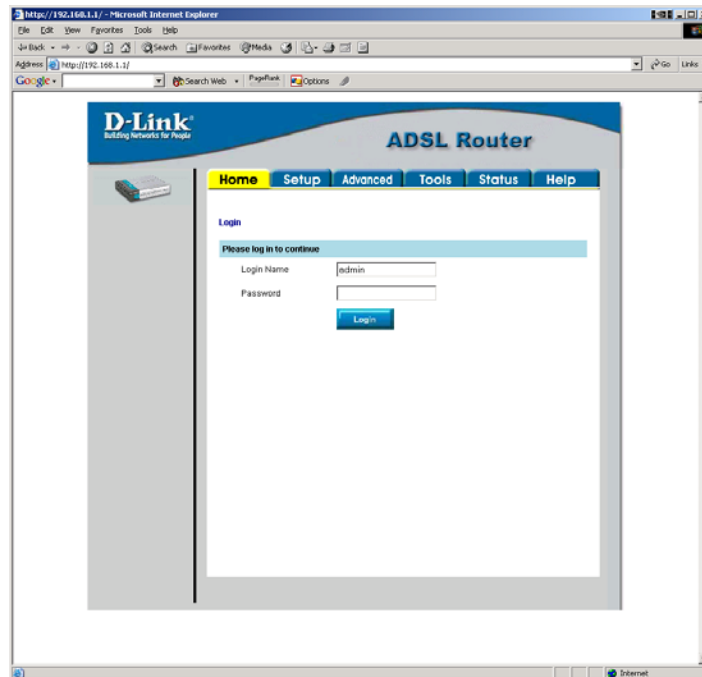 http://192.168.1.1/ - Microsoft Internet Explorer
File Edit View Favorites Tools Help
Back Search Favorites Media
Address http://192.168.1.1/ Go Links
Google Search Web PageRank Options
D-Link
Building Networks for People
ADSL Router
Home Setup Advanced Tools Status Help
Login
Please log in to continue
Login Name admin
Password
Login
Internet